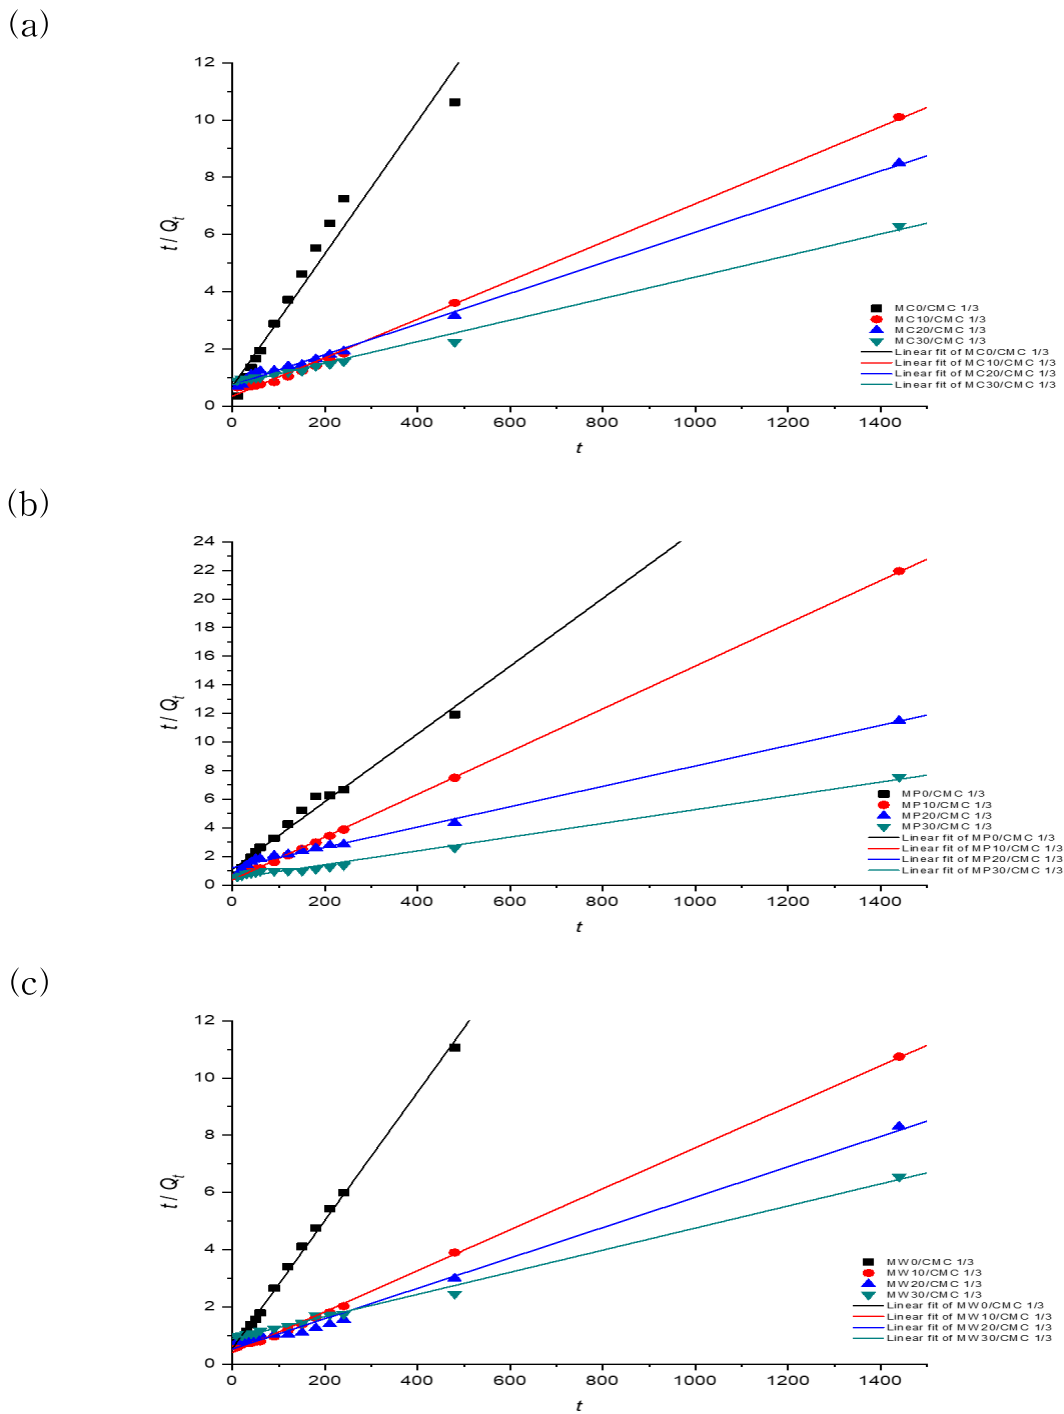 (a)
12
10
8
6
4
2
0
t / Qt
0 200 400 600 800 1000 1200 1400
t
MC0/CMC 1/3
MC10/CMC 1/3
MC20/CMC 1/3
MC30/CMC 1/3
Linear fit of MC0/CMC 1/3
Linear fit of MC10/CMC 1/3
Linear fit of MC20/CMC 1/3
Linear fit of MC30/CMC 1/3
(b)
24
22
20
18
16
14
12
10
8
6
4
2
0
t / Qt
0 200 400 600 800 1000 1200 1400
t
MP0/CMC 1/3
MP10/CMC 1/3
MP20/CMC 1/3
MP30/CMC 1/3
Linear fit of MP0/CMC 1/3
Linear fit of MP10/CMC 1/3
Linear fit of MP20/CMC 1/3
Linear fit of MP30/CMC 1/3
(c)
12
10
8
6
4
2
0
t / Qt
0 200 400 600 800 1000 1200 1400
t
MW0/CMC 1/3
MW10/CMC 1/3
MW20/CMC 1/3
MW30/CMC 1/3
Linear fit of MW0/CMC 1/3
Linear fit of MW10/CMC 1/3
Linear fit of MW20/CMC 1/3
Linear fit of MW30/CMC 1/3